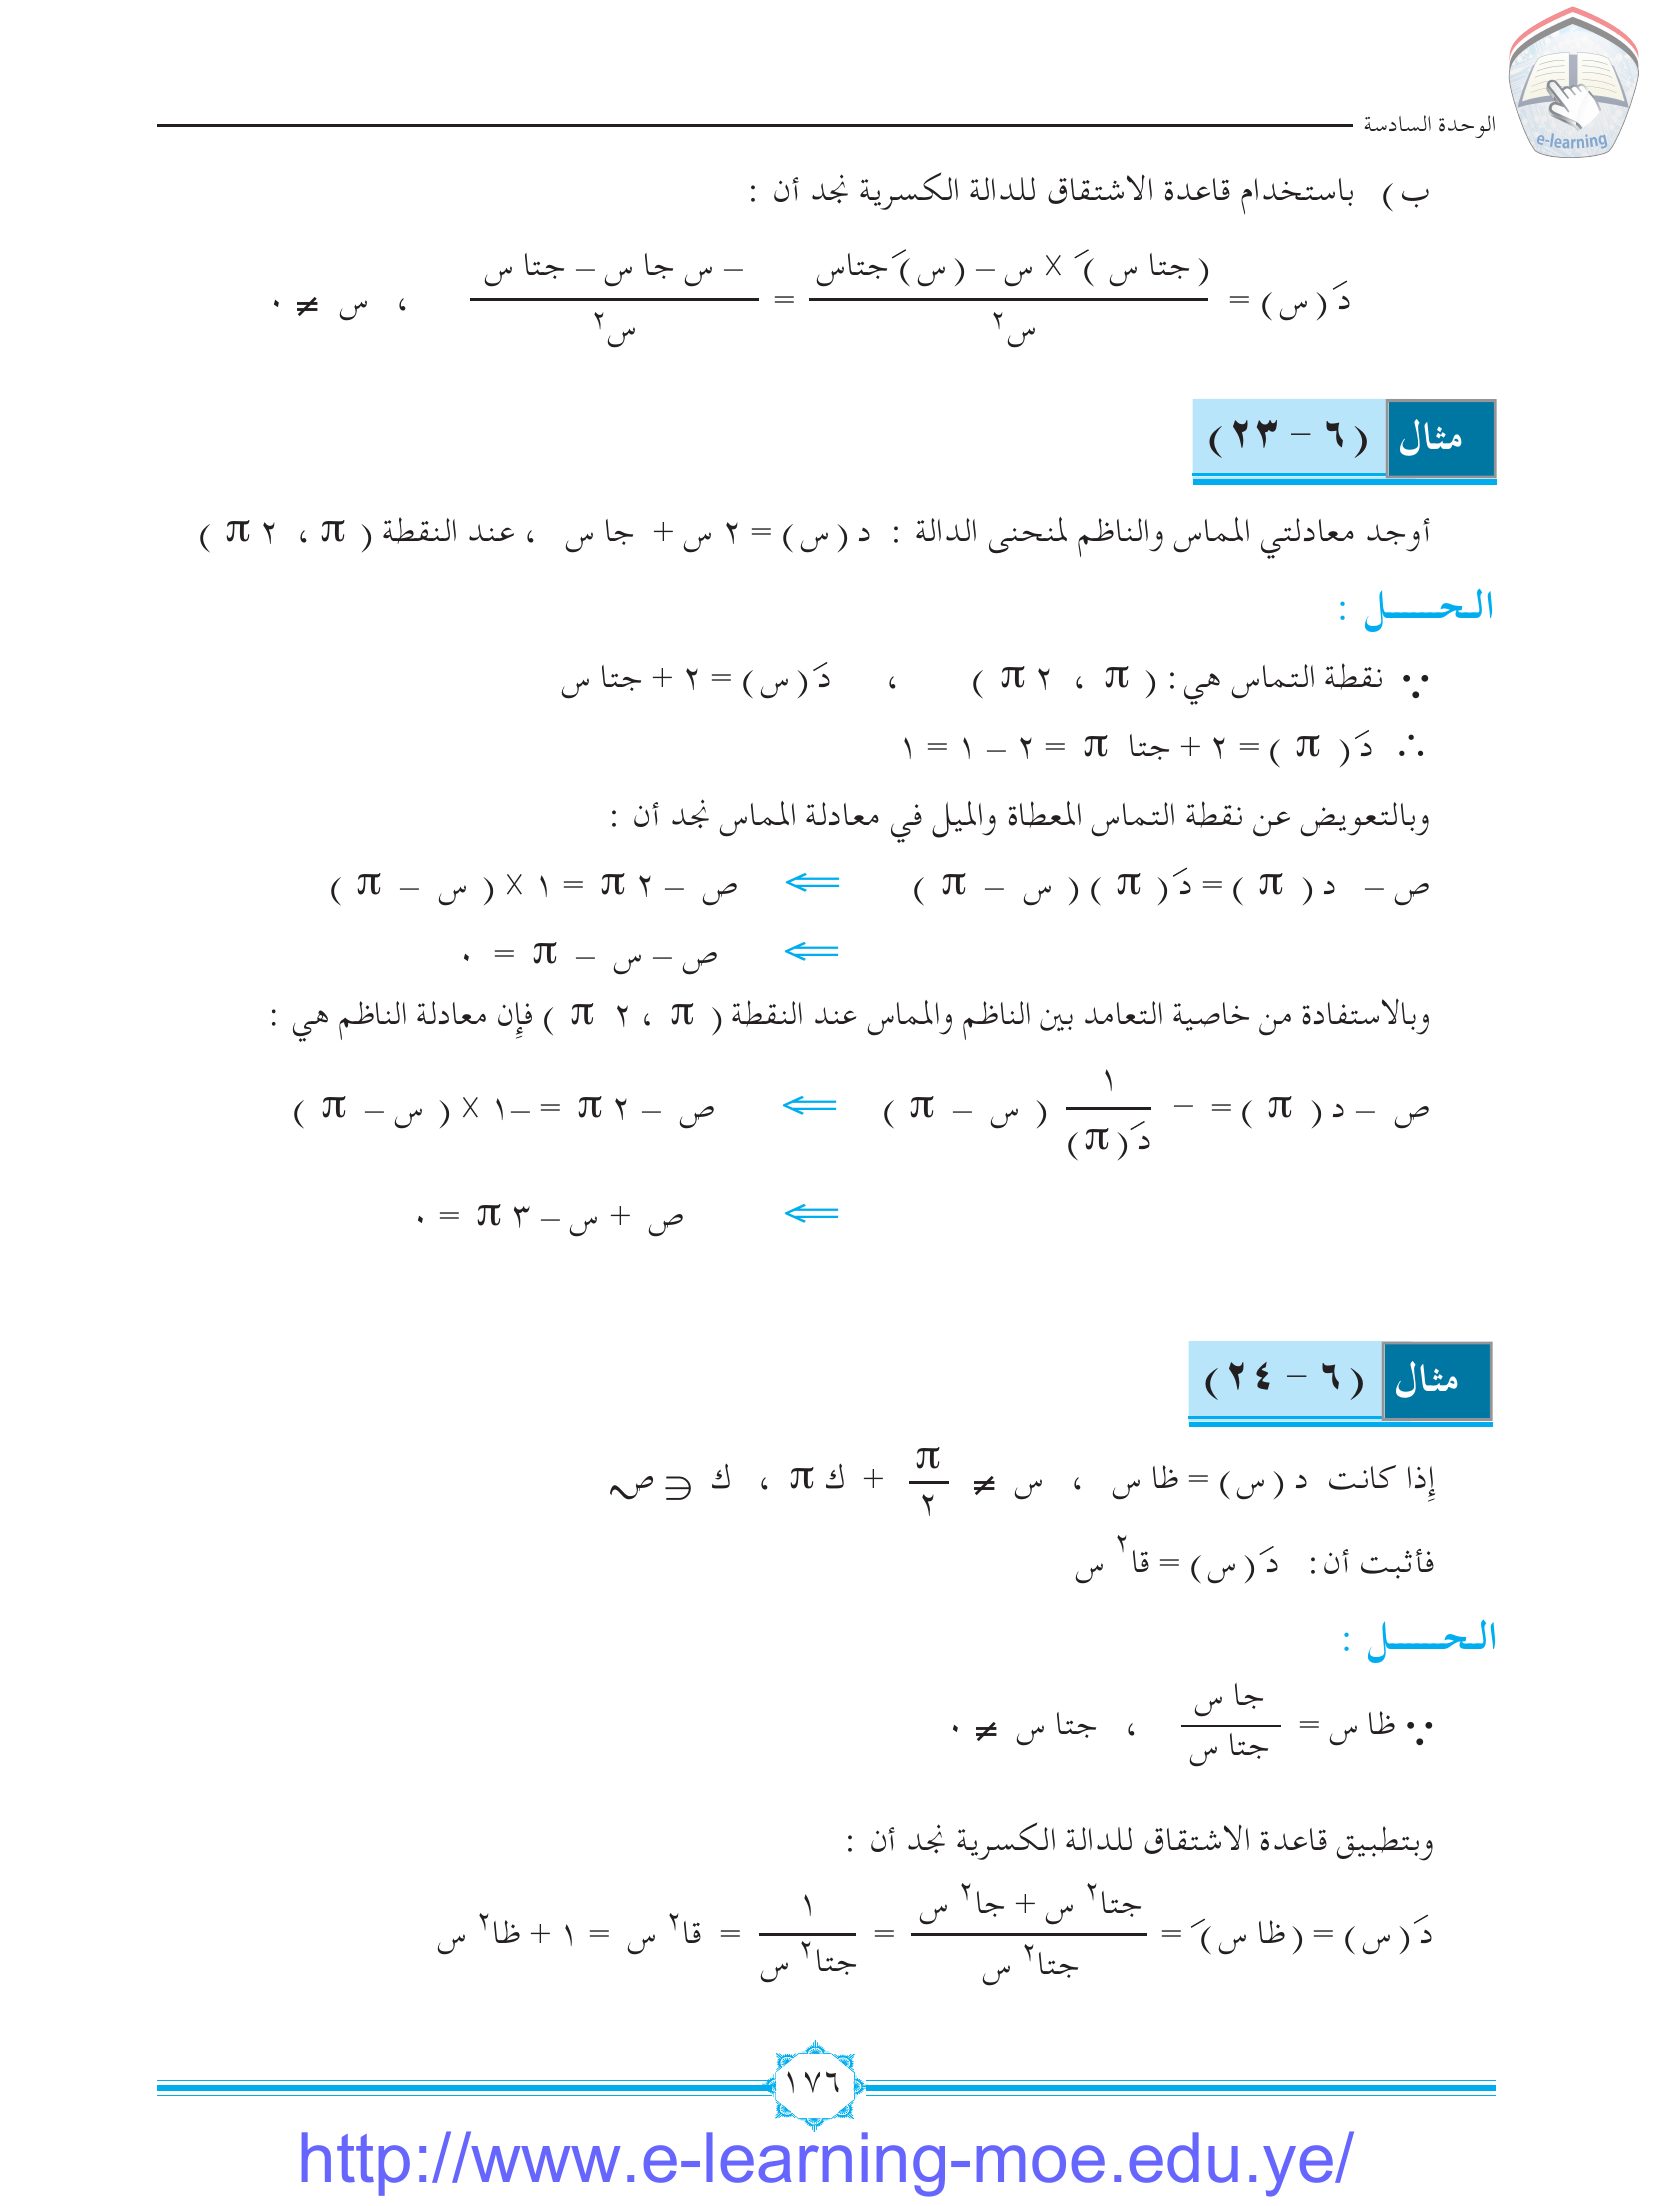 e-learning
الوحدة السادسة
ب) باستخدام قاعدة الاشتقاق للدالة الكسرية نجد أن :
دَ (س) = (جتا س)َ × س – (س)َ جتاس / س٢ = – س جا س – جتا س / س٢ ، س ≠ ٠
مثال (٦ – ٢٣)
أوجد معادلتي المماس والناظم لمنحنى الدالة : د (س) = ٢ س + جا س ، عند النقطة (π ، ٢ π)
الحـــل :
∵ نقطة التماس هي: (π ، ٢ π) ، دَ (س) = ٢ + جتا س
∴ دَ (π) = ٢ + جتا π = ٢ – ١ = ١
وبالتعويض عن نقطة التماس المعطاة والميل في معادلة المماس نجد أن :
ص – د (π) = دَ (π) (س – π) ⇐ ص – ٢ π = ١ × (س – π)
⇐ ص – س – π = ٠
وبالاستفادة من خاصية التعامد بين الناظم والمماس عند النقطة (π ، ٢ π) فإن معادلة الناظم هي :
ص – د (π) = – ١ / دَ (π) (س – π) ⇐ ص – ٢ π = –١ × (س – π)
⇐ ص + س – ٣ π = ٠
مثال (٦ – ٢٤)
إذا كانت د (س) = ظا س ، س ≠ π / ٢ + ك π ، ك ∋ ص
فأثبت أن: دَ (س) = قا٢ س
الحـــل :
∵ ظا س = جا س / جتا س ، جتا س ≠ ٠
وبتطبيق قاعدة الاشتقاق للدالة الكسرية نجد أن :
دَ (س) = (ظا س)َ = جتا٢ س + جا٢ س / جتا٢ س = ١ / جتا٢ س = قا٢ س = ١ + ظا٢ س
١٧٦
http://www.e-learning-moe.edu.ye/